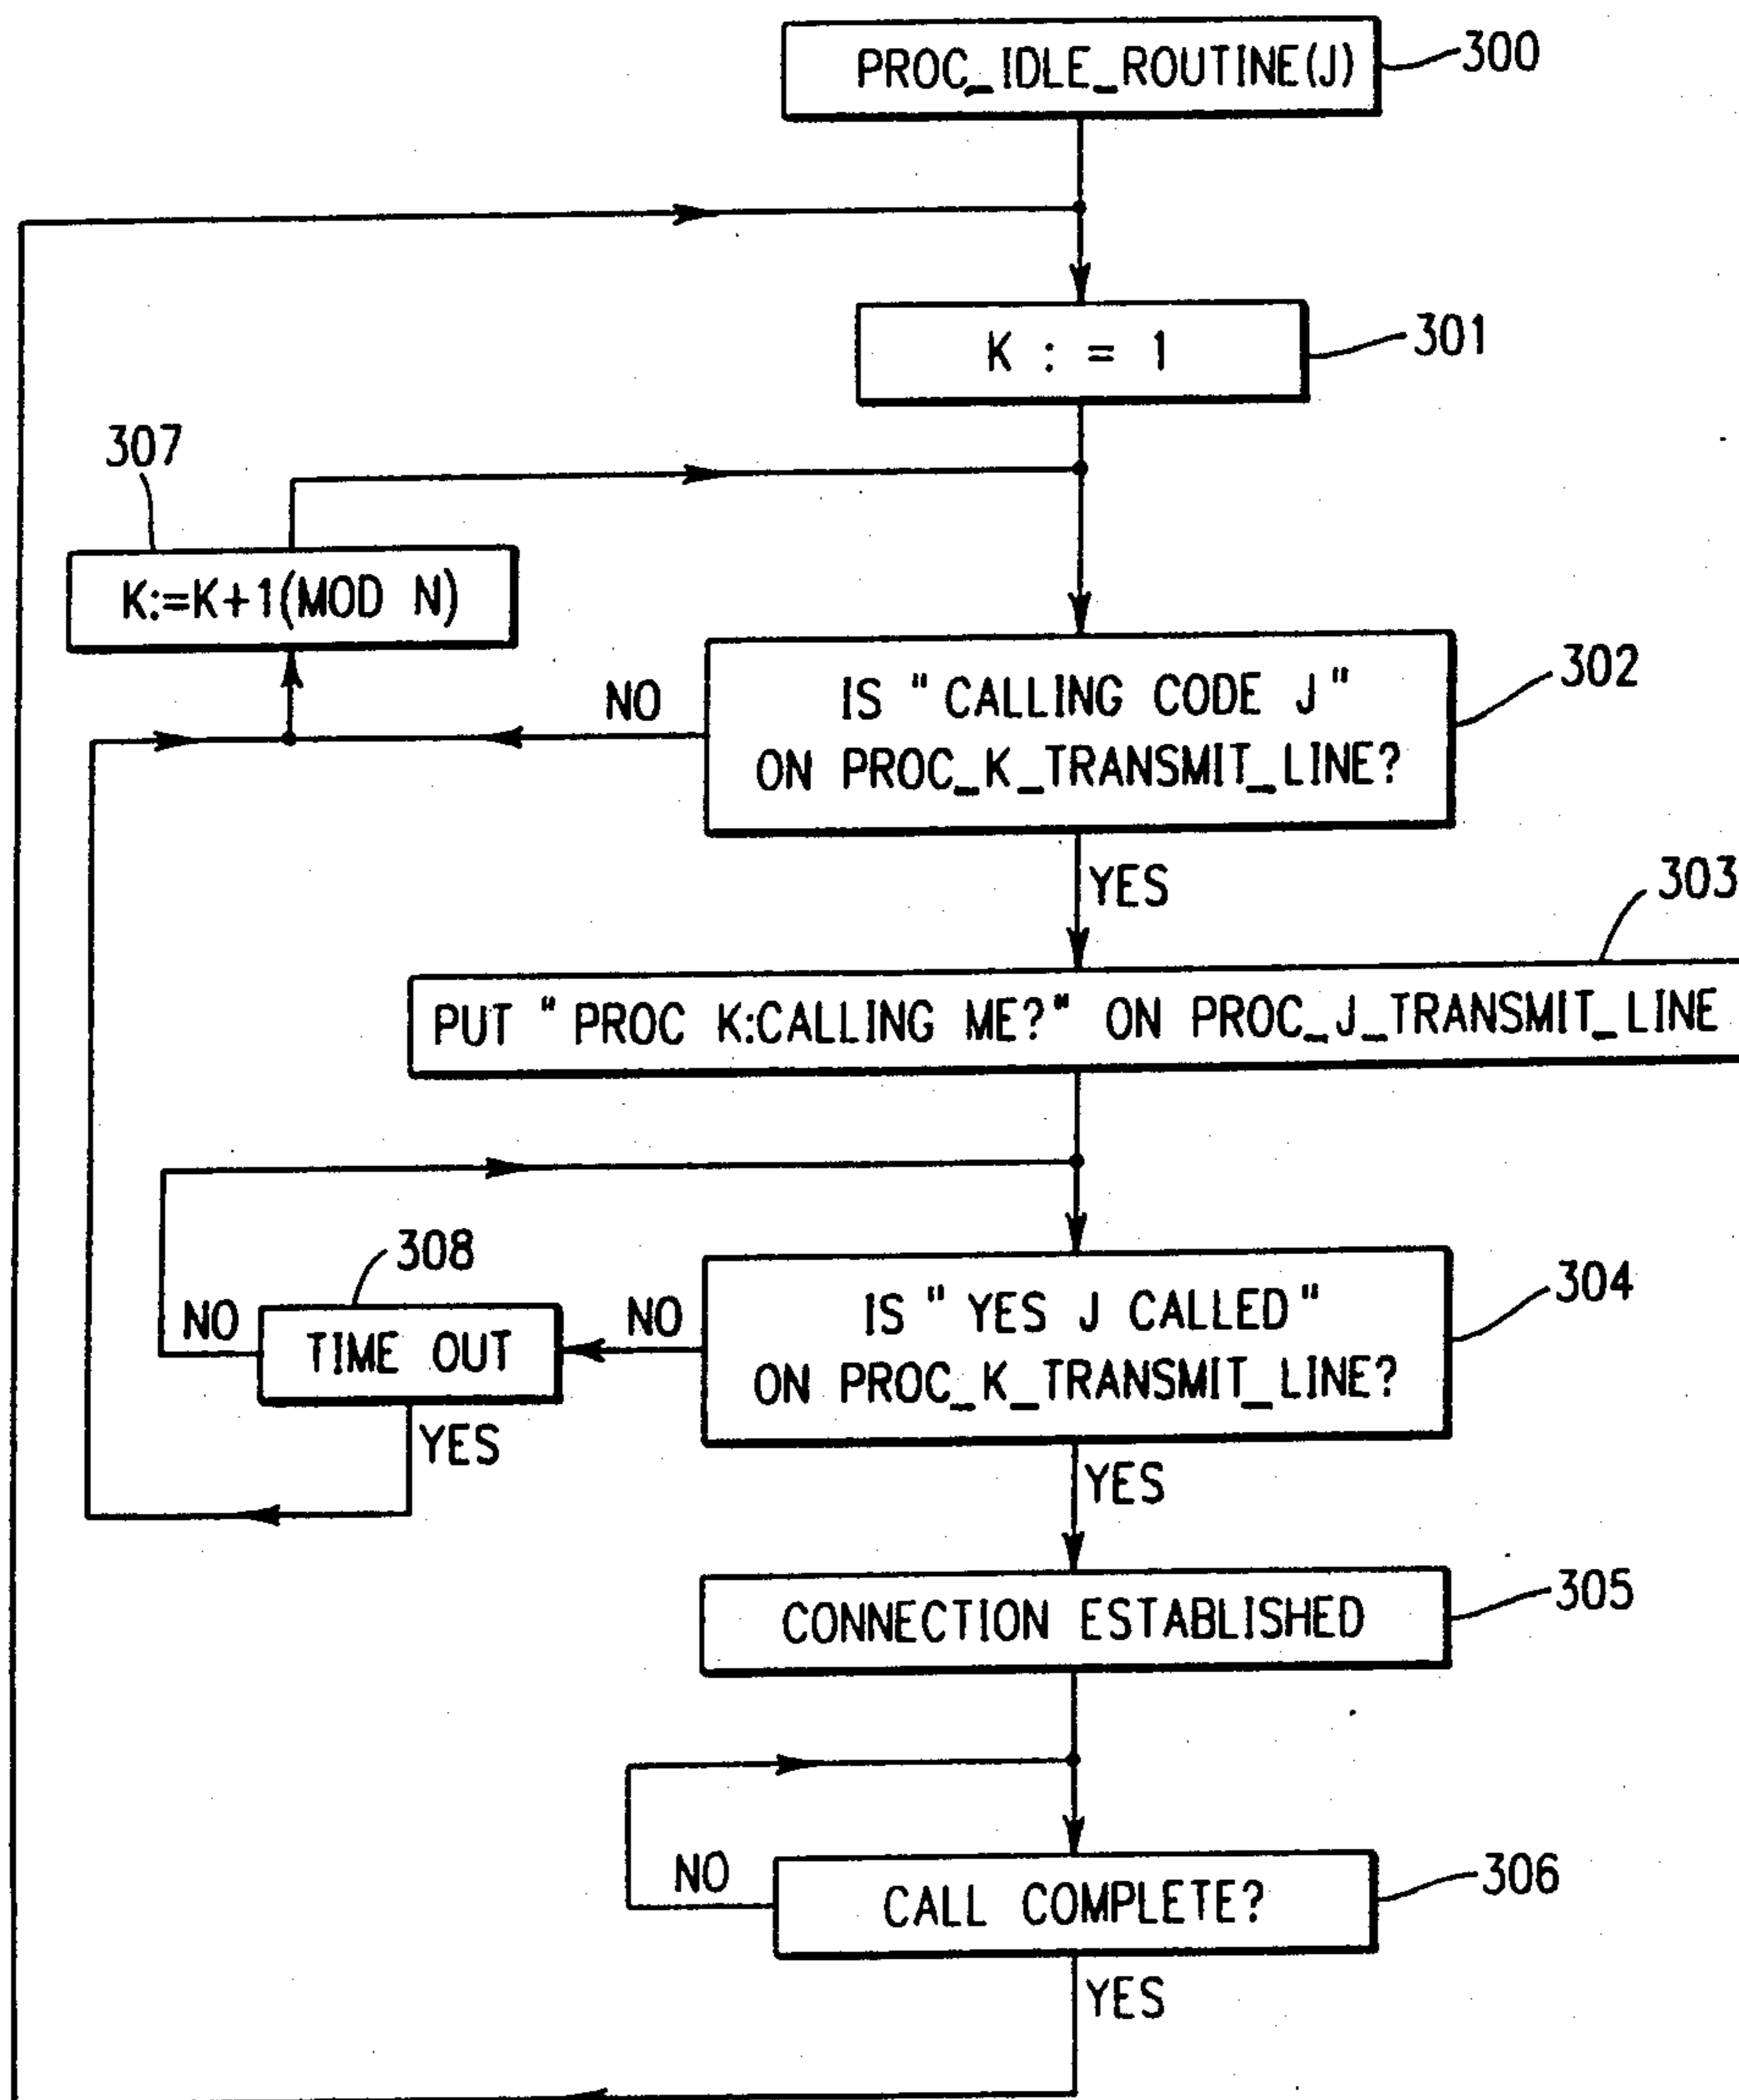 PROC_IDLE_ROUTINE(J)
300
K : = 1
301
307
K:=K+1(MOD N)
NO
IS "CALLING CODE J"
ON PROC_K_TRANSMIT_LINE?
302
YES
303
PUT "PROC K:CALLING ME?" ON PROC_J_TRANSMIT_LINE
308
NO
TIME OUT
NO
YES
IS "YES J CALLED"
ON PROC_K_TRANSMIT_LINE?
304
YES
CONNECTION ESTABLISHED
305
NO
CALL COMPLETE?
306
YES